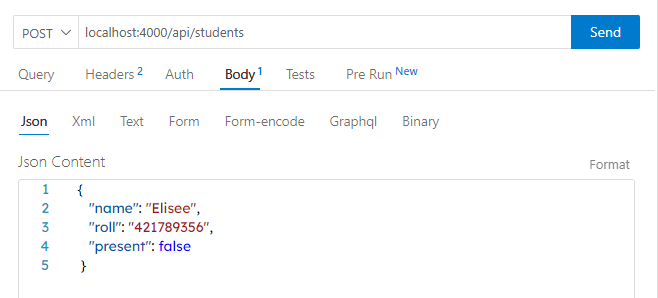 POST localhost:4000/api/students Send
Query Headers 2 Auth Body 1 Tests Pre Run New
Json Xml Text Form Form-encode Graphql Binary
Json Content Format
1 {
2 "name": "Elisee",
3 "roll": "421789356",
4 "present": false
5 }